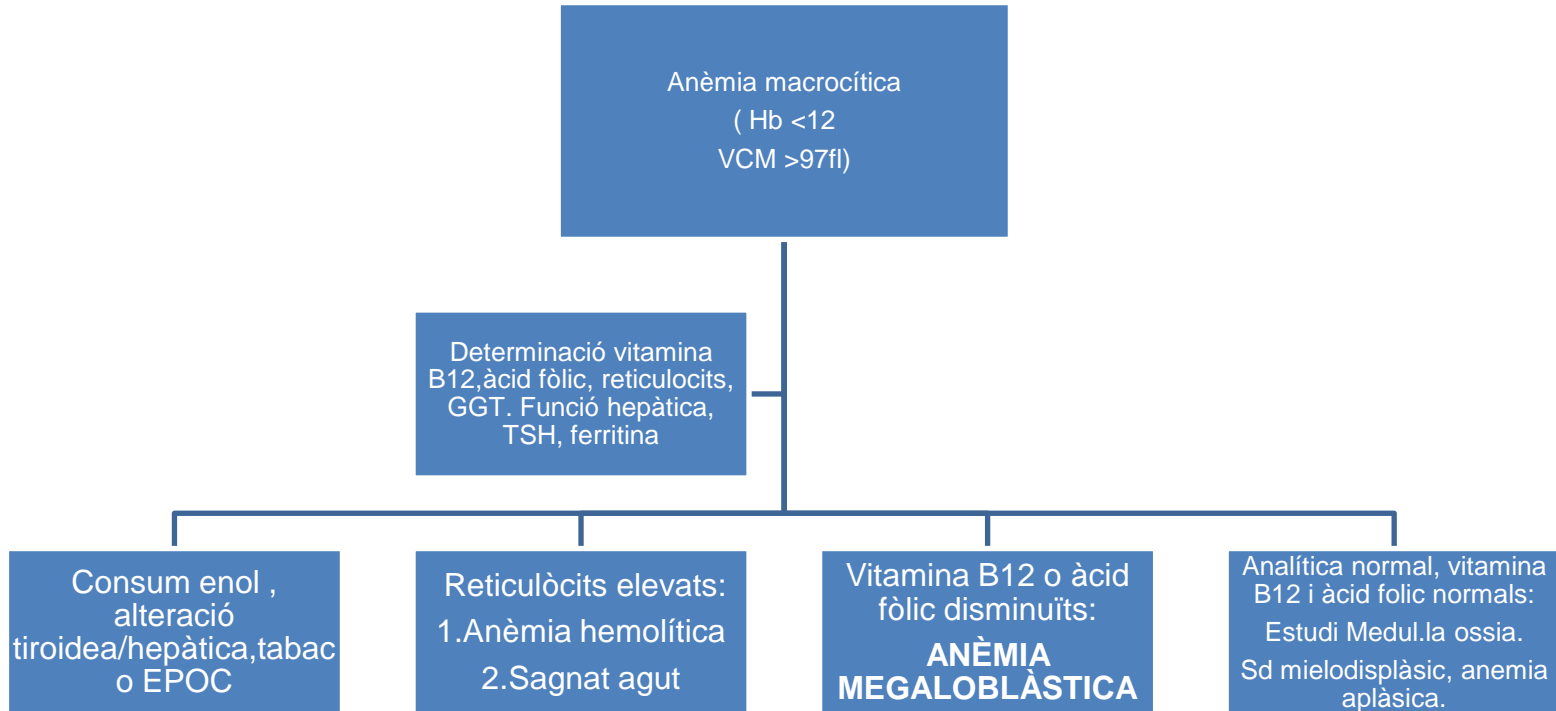 Anèmia macrocítica
( Hb <12
VCM >97fl)
Determinació vitamina
B12,àcid fòlic, reticulocits,
GGT. Funció hepàtica,
TSH, ferritina
Consum enol ,
alteració
tiroidea/hepàtica,tabac
o EPOC
Reticulòcits elevats:
1.Anèmia hemolítica
2.Sagnat agut
Vitamina B12 o àcid
fòlic disminuïts:
ANÈMIA
MEGALOBLÀSTICA
Analítica normal, vitamina
B12 i àcid folic normals:
Estudi Medul.la ossia.
Sd mielodisplàsic, anemia
aplàsica.